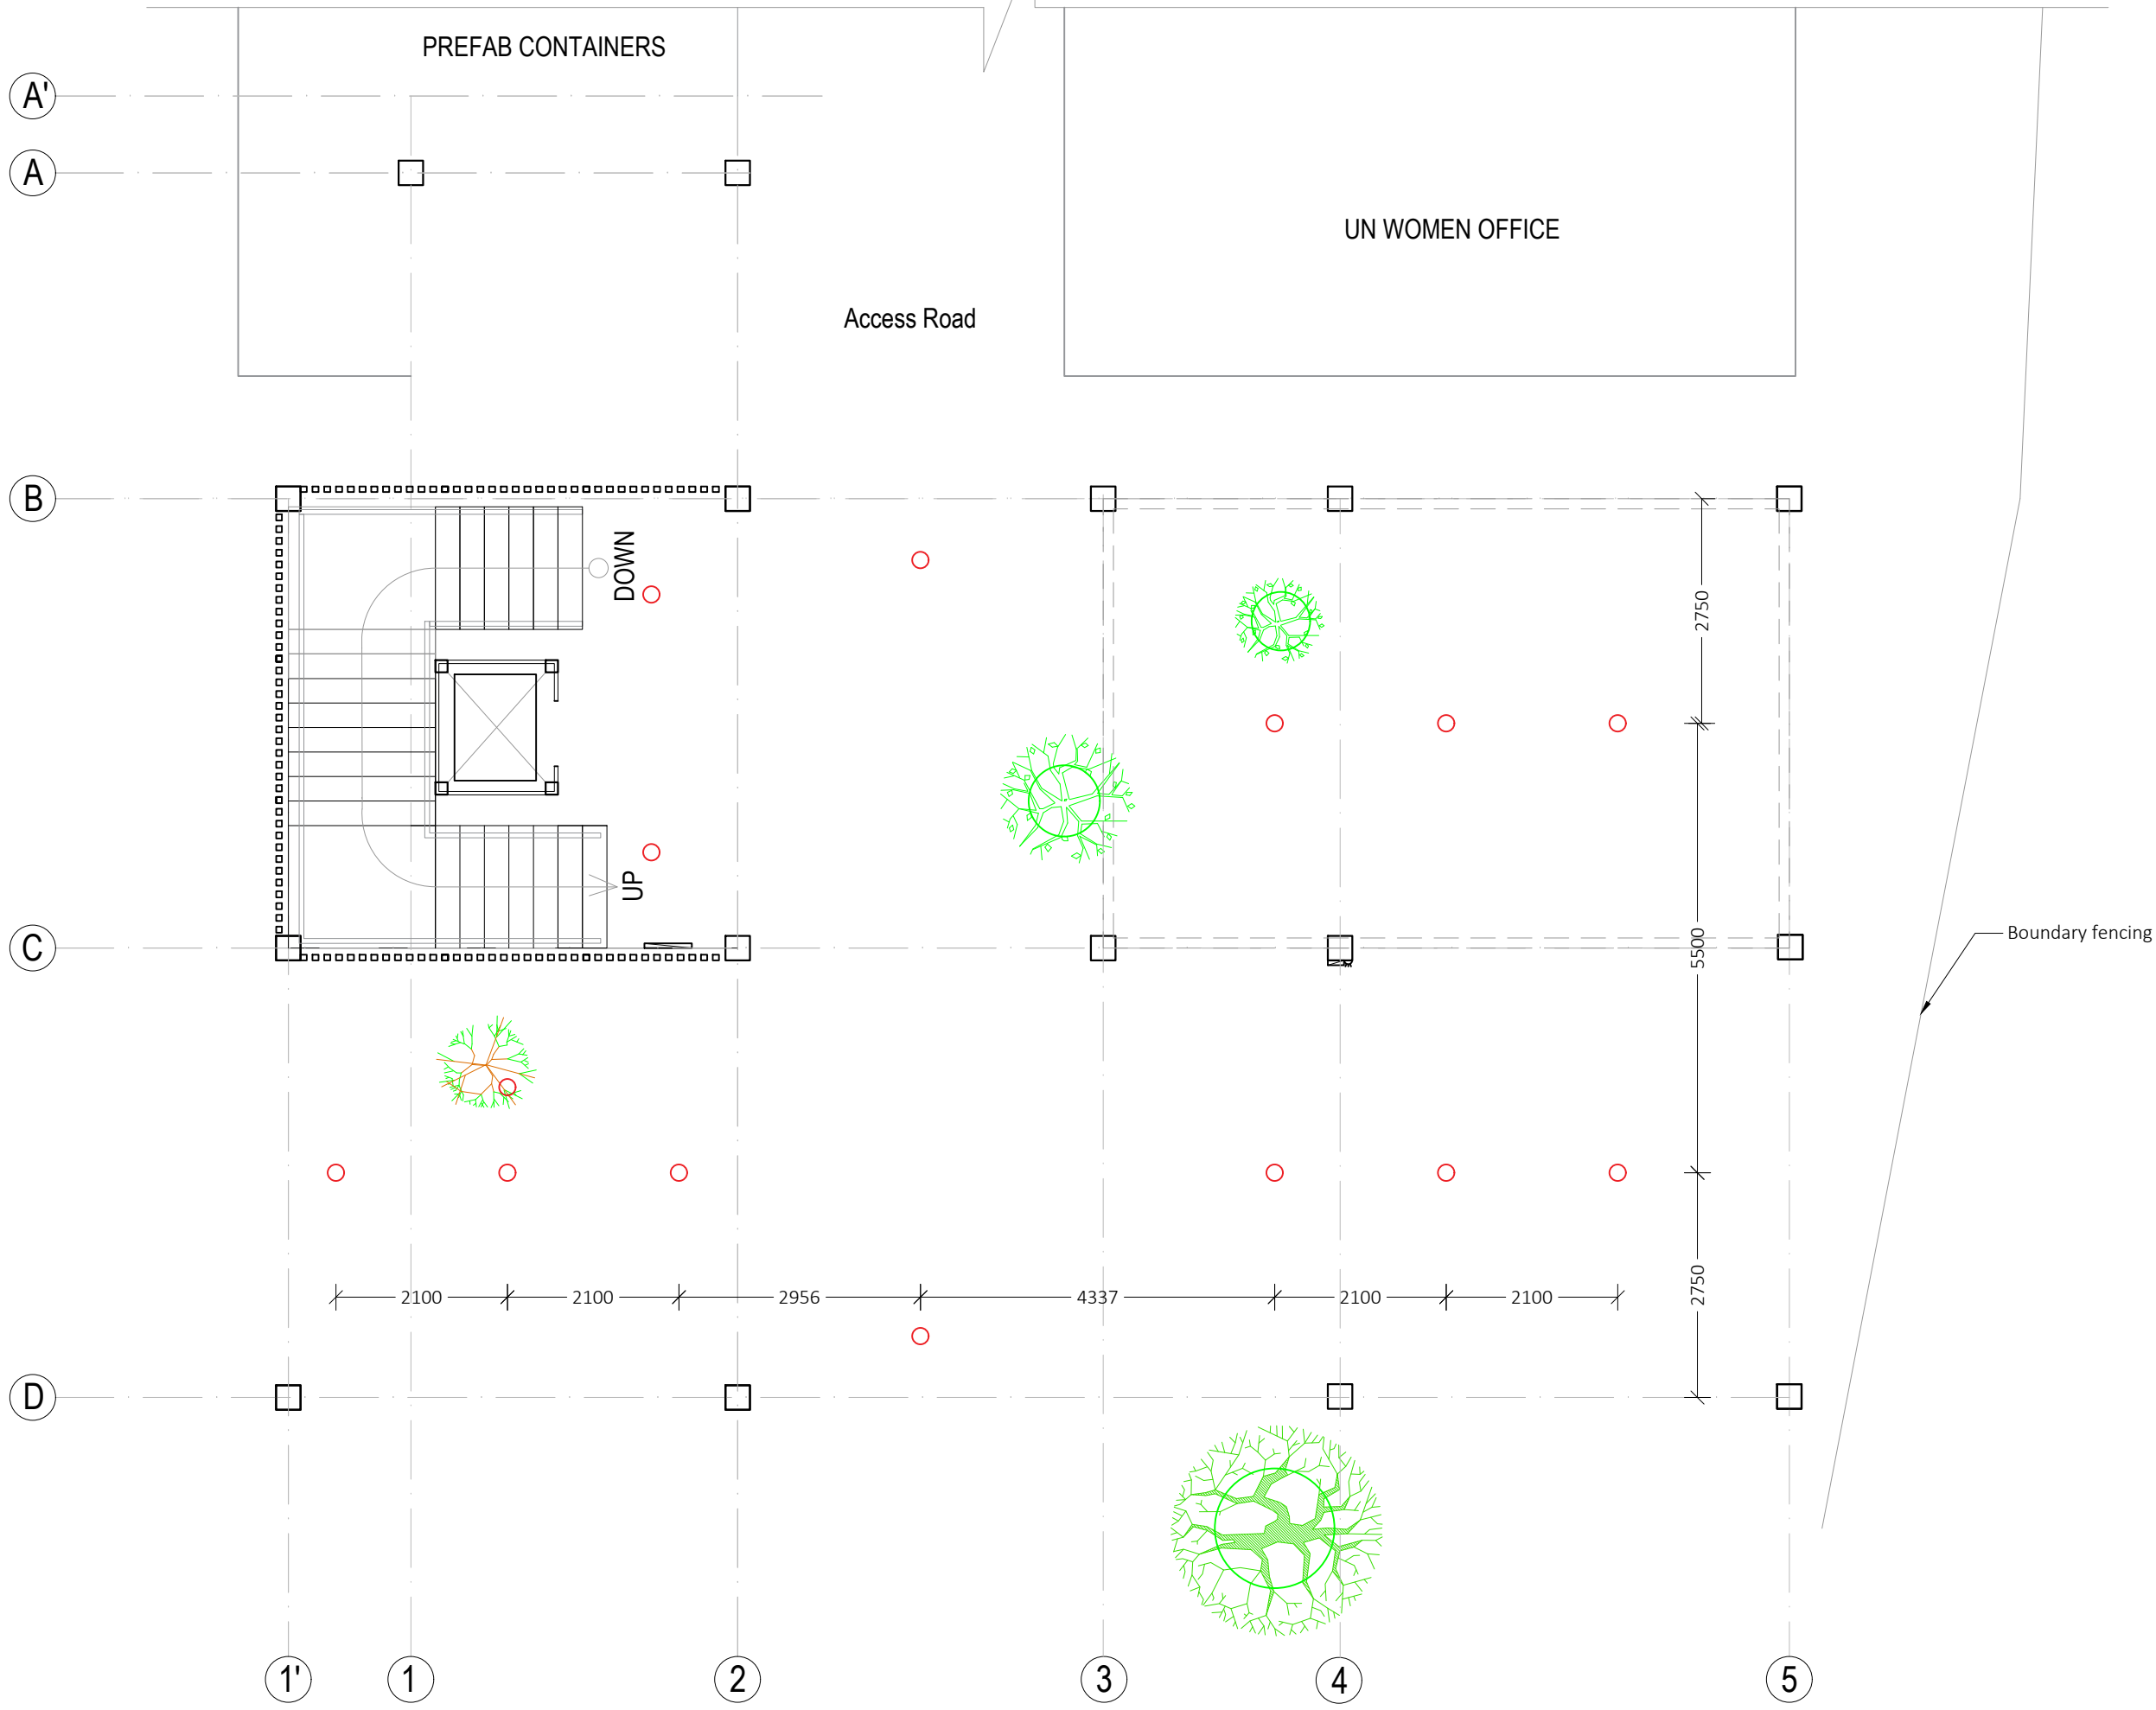 PREFAB CONTAINERS
A'
A
UN WOMEN OFFICE
Access Road
B
DOWN
2750
UP
C
5500
Boundary fencing
2100
2100
2956
4337
2100
2100
2750
D
1'
1
2
3
4
5